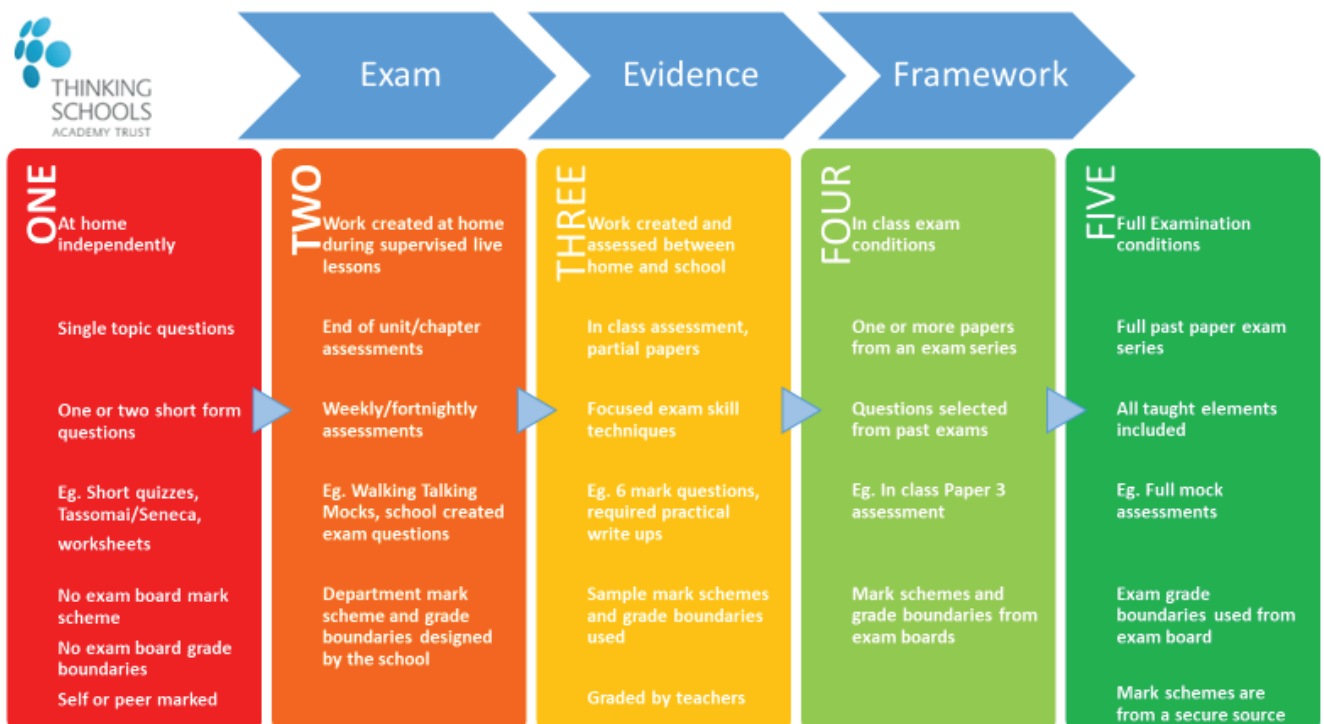 THINKING
SCHOOLS
ACADEMY TRUST
Exam
Evidence
Framework
ONE
At home
independently
Single topic questions
One or two short form
questions
Eg. Short quizzes,
Tassomai/Seneca,
worksheets
No exam board mark
scheme
No exam board grade
boundaries
Self or peer marked
TWO
Work created at home
during supervised live
lessons
End of unit/chapter
assessments
Weekly/fortnightly
assessments
Eg. Walking Talking
Mocks, school created
exam questions
Department mark
scheme and grade
boundaries designed
by the school
THREE
Work created and
assessed between
home and school
In class assessment,
partial papers
Focused exam skill
techniques
Eg. 6 mark questions,
required practical
write ups
Sample mark schemes
and grade boundaries
used
Graded by teachers
FOUR
In class exam
conditions
One or more papers
from an exam series
Questions selected
from past exams
Eg. In class Paper 3
assessment
Mark schemes and
grade boundaries from
exam boards
FIVE
Full Examination
conditions
Full past paper exam
series
All taught elements
included
Eg. Full mock
assessments
Exam grade
boundaries used from
exam board
Mark schemes are
from a secure source